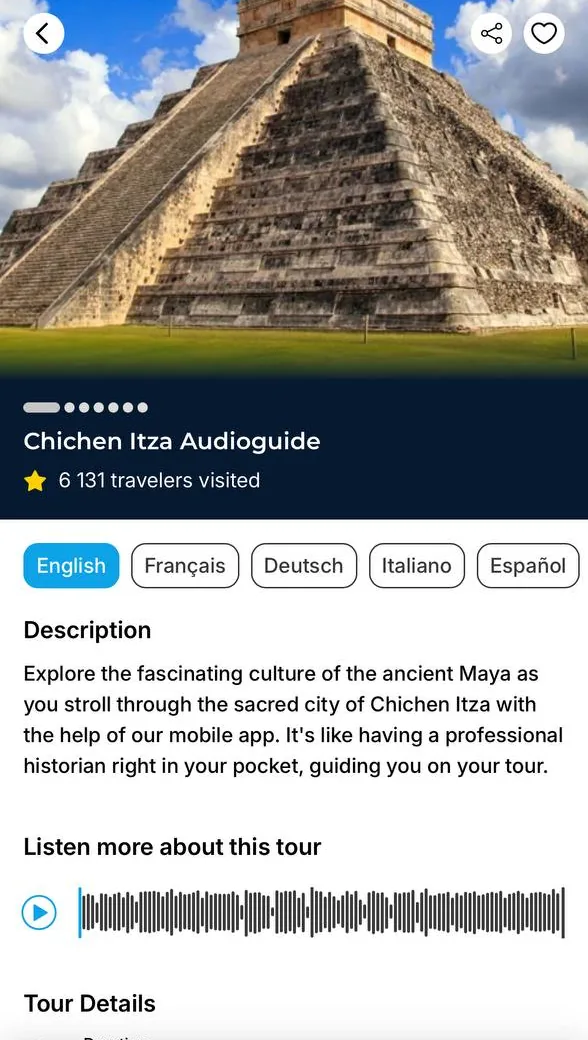 Chichen Itza Audioguide
6 131 travelers visited
English
Français
Deutsch
Italiano
Español
Description
Explore the fascinating culture of the ancient Maya as
you stroll through the sacred city of Chichen Itza with
the help of our mobile app. It's like having a professional
historian right in your pocket, guiding you on your tour.
Listen more about this tour
Tour Details